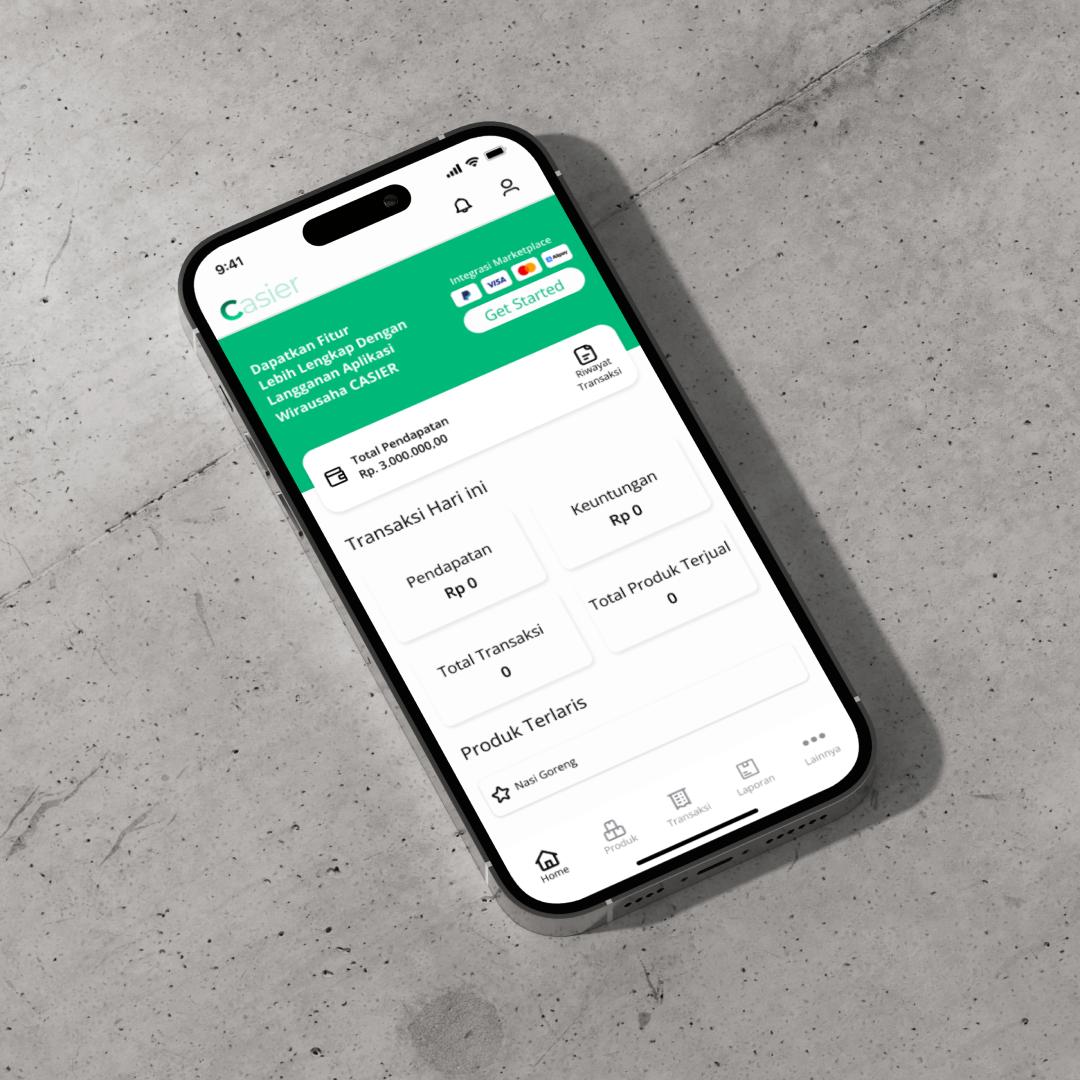 9:41
Casier
Integrasi Marketplace
VISA
Alipay
Get Started
Dapatkan Fitur
Lebih Lengkap Dengan
Langganan Aplikasi
Wirausaha CASIER
Total Pendapatan
Rp. 3.000.000,00
Riwayat
Transaksi
Transaksi Hari ini
Pendapatan
Rp 0
Keuntungan
Rp 0
Total Transaksi
0
Total Produk Terjual
0
Produk Terlaris
Nasi Goreng
Home
Produk
Transaksi
Laporan
Lainnya